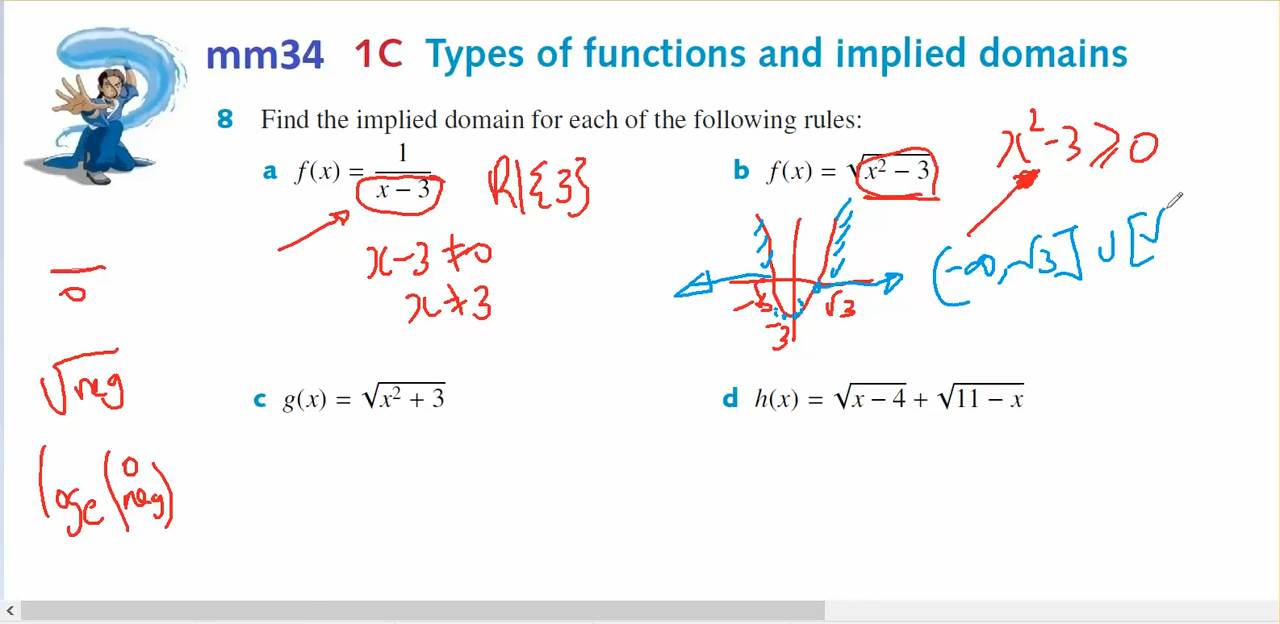 mm34 1C Types of functions and implied domains
8 Find the implied domain for each of the following rules:
a f(x) = 1/(x − 3)
R\{3}
x-3 ≠ 0
x ≠ 3
b f(x) = √(x² − 3)
x²-3 ⩾ 0
(-∞, √3] ∪ [√
-√3
√3
-3
—/0
√neg
loge(0 neg)
c g(x) = √(x² + 3)
d h(x) = √(x − 4) + √(11 − x)